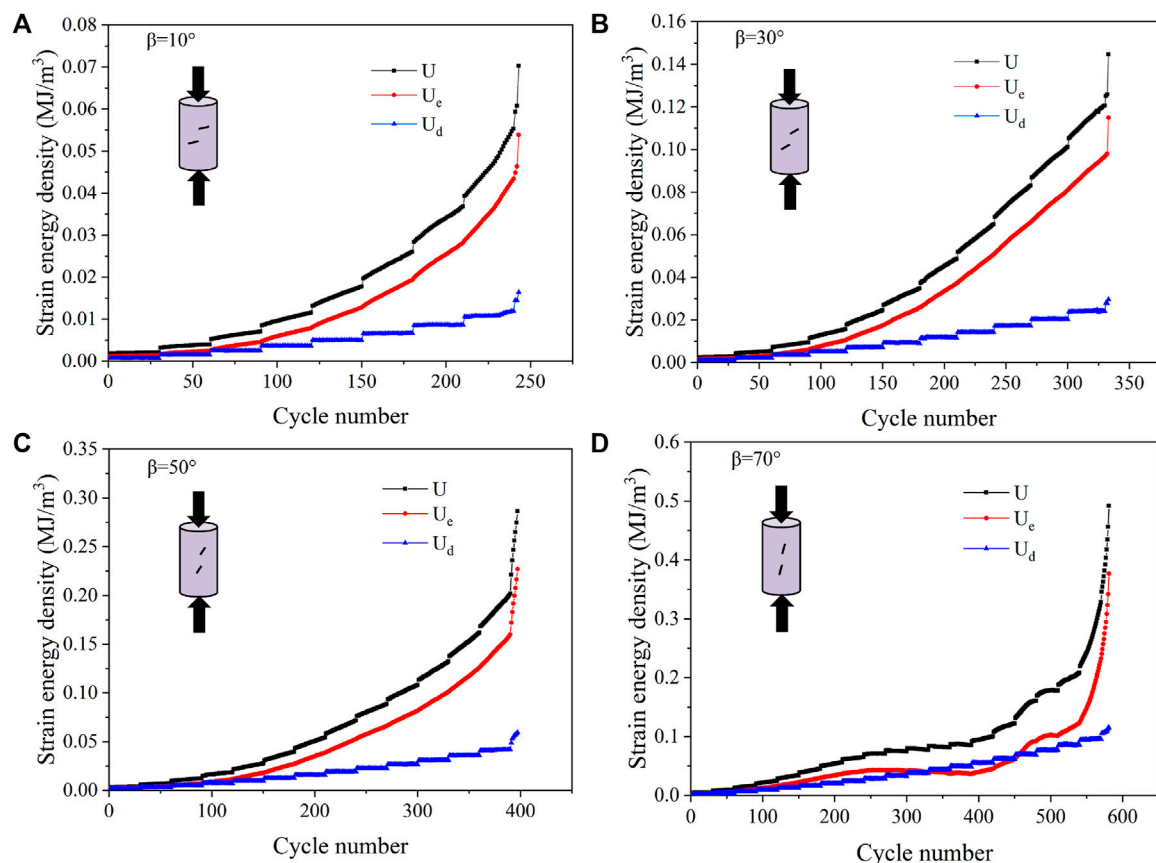 A
β=10°
U
Ue
Ud
Strain energy density (MJ/m³)
0.08
0.07
0.06
0.05
0.04
0.03
0.02
0.01
0.00
0 50 100 150 200 250
Cycle number
B
β=30°
U
Ue
Ud
Strain energy density (MJ/m³)
0.16
0.14
0.12
0.10
0.08
0.06
0.04
0.02
0.00
0 50 100 150 200 250 300 350
Cycle number
C
β=50°
U
Ue
Ud
Strain energy density (MJ/m³)
0.35
0.30
0.25
0.20
0.15
0.10
0.05
0.00
0 100 200 300 400
Cycle number
D
β=70°
U
Ue
Ud
Strain energy density (MJ/m³)
0.6
0.5
0.4
0.3
0.2
0.1
0.0
0 100 200 300 400 500 600
Cycle number